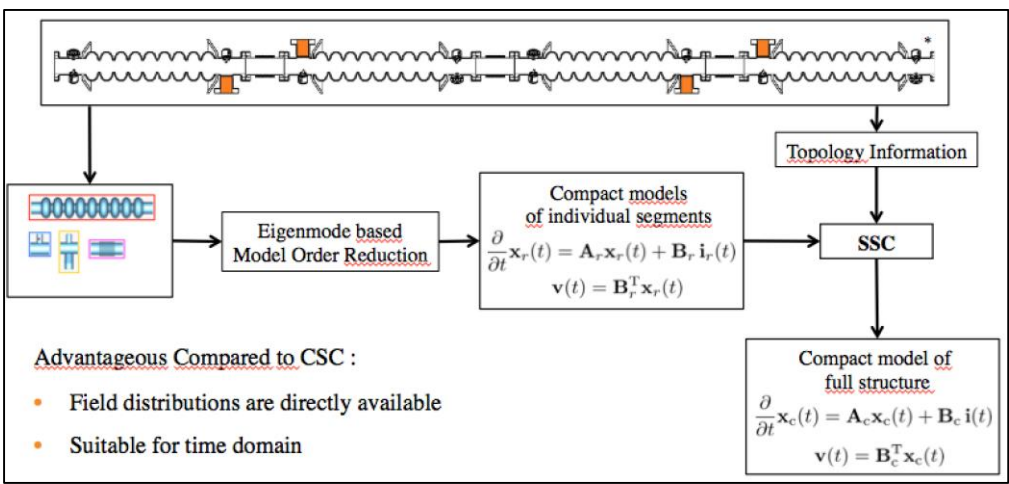 *
Topology Information
Eigenmode based
Model Order Reduction
Compact models
of individual segments
∂/∂t x_r(t) = A_r x_r(t) + B_r i_r(t)
v(t) = B_r^T x_r(t)
SSC
Compact model of
full structure
∂/∂t x_c(t) = A_c x_c(t) + B_c i(t)
v(t) = B_c^T x_c(t)
Advantageous Compared to CSC :
• Field distributions are directly available
• Suitable for time domain